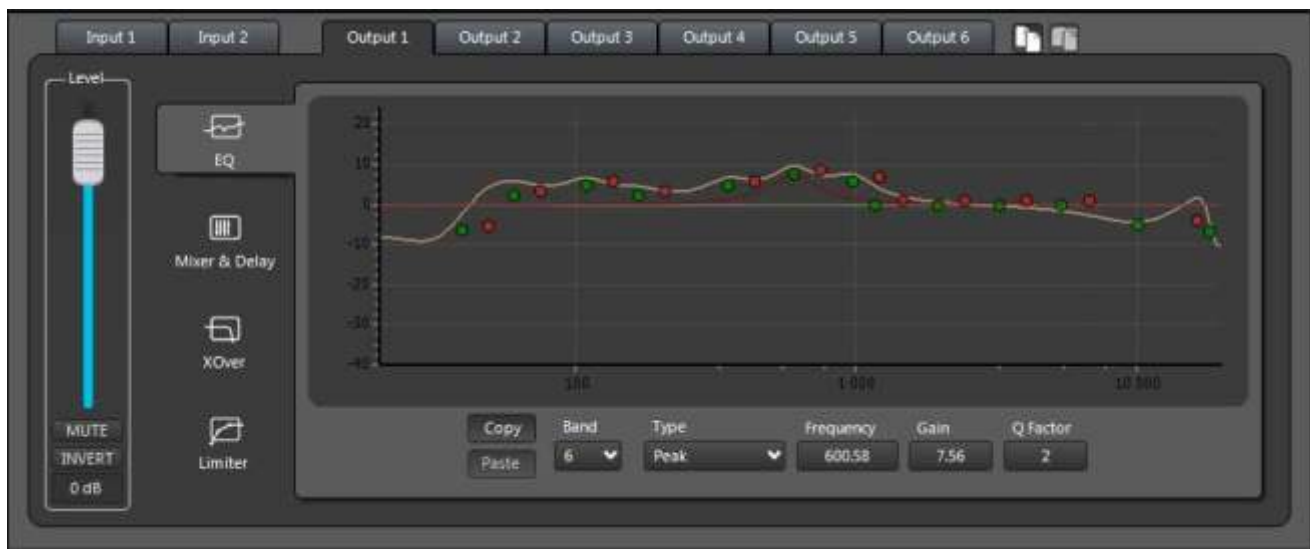 Input 1 Input 2 Output 1 Output 2 Output 3 Output 4 Output 5 Output 6
Level
EQ
Mixer & Delay
XOver
Limiter
MUTE
INVERT
0 dB
20
10
0
-10
-20
-30
-40
100 1 000 10 000
Copy Band Type Frequency Gain Q Factor
6 Peak 600.58 7.56 2
Paste